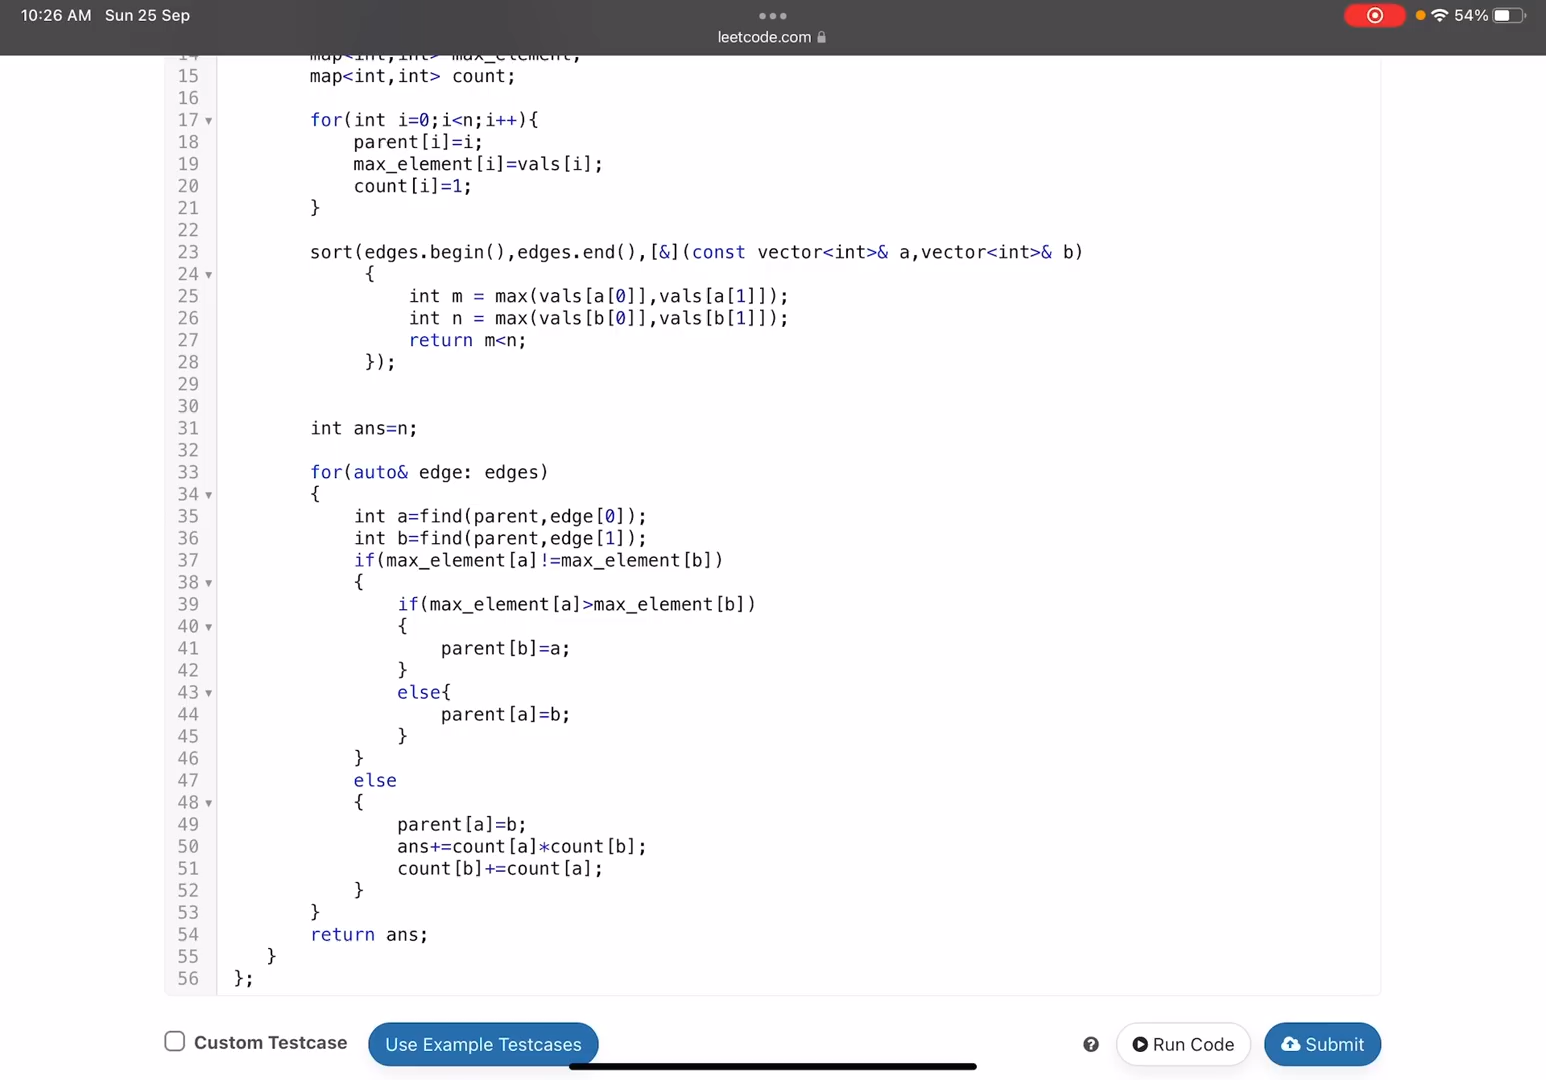 10:26 AM Sun 25 Sep
54%
leetcode.com
14 map<int,int> max_element;
15 map<int,int> count;
16
17 for(int i=0;i<n;i++){
18 parent[i]=i;
19 max_element[i]=vals[i];
20 count[i]=1;
21 }
22
23 sort(edges.begin(),edges.end(),[&](const vector<int>& a,vector<int>& b)
24 {
25 int m = max(vals[a[0]],vals[a[1]]);
26 int n = max(vals[b[0]],vals[b[1]]);
27 return m<n;
28 });
29
30
31 int ans=n;
32
33 for(auto& edge: edges)
34 {
35 int a=find(parent,edge[0]);
36 int b=find(parent,edge[1]);
37 if(max_element[a]!=max_element[b])
38 {
39 if(max_element[a]>max_element[b])
40 {
41 parent[b]=a;
42 }
43 else{
44 parent[a]=b;
45 }
46 }
47 else
48 {
49 parent[a]=b;
50 ans+=count[a]*count[b];
51 count[b]+=count[a];
52 }
53 }
54 return ans;
55 }
56 };
Custom Testcase Use Example Testcases ? Run Code Submit